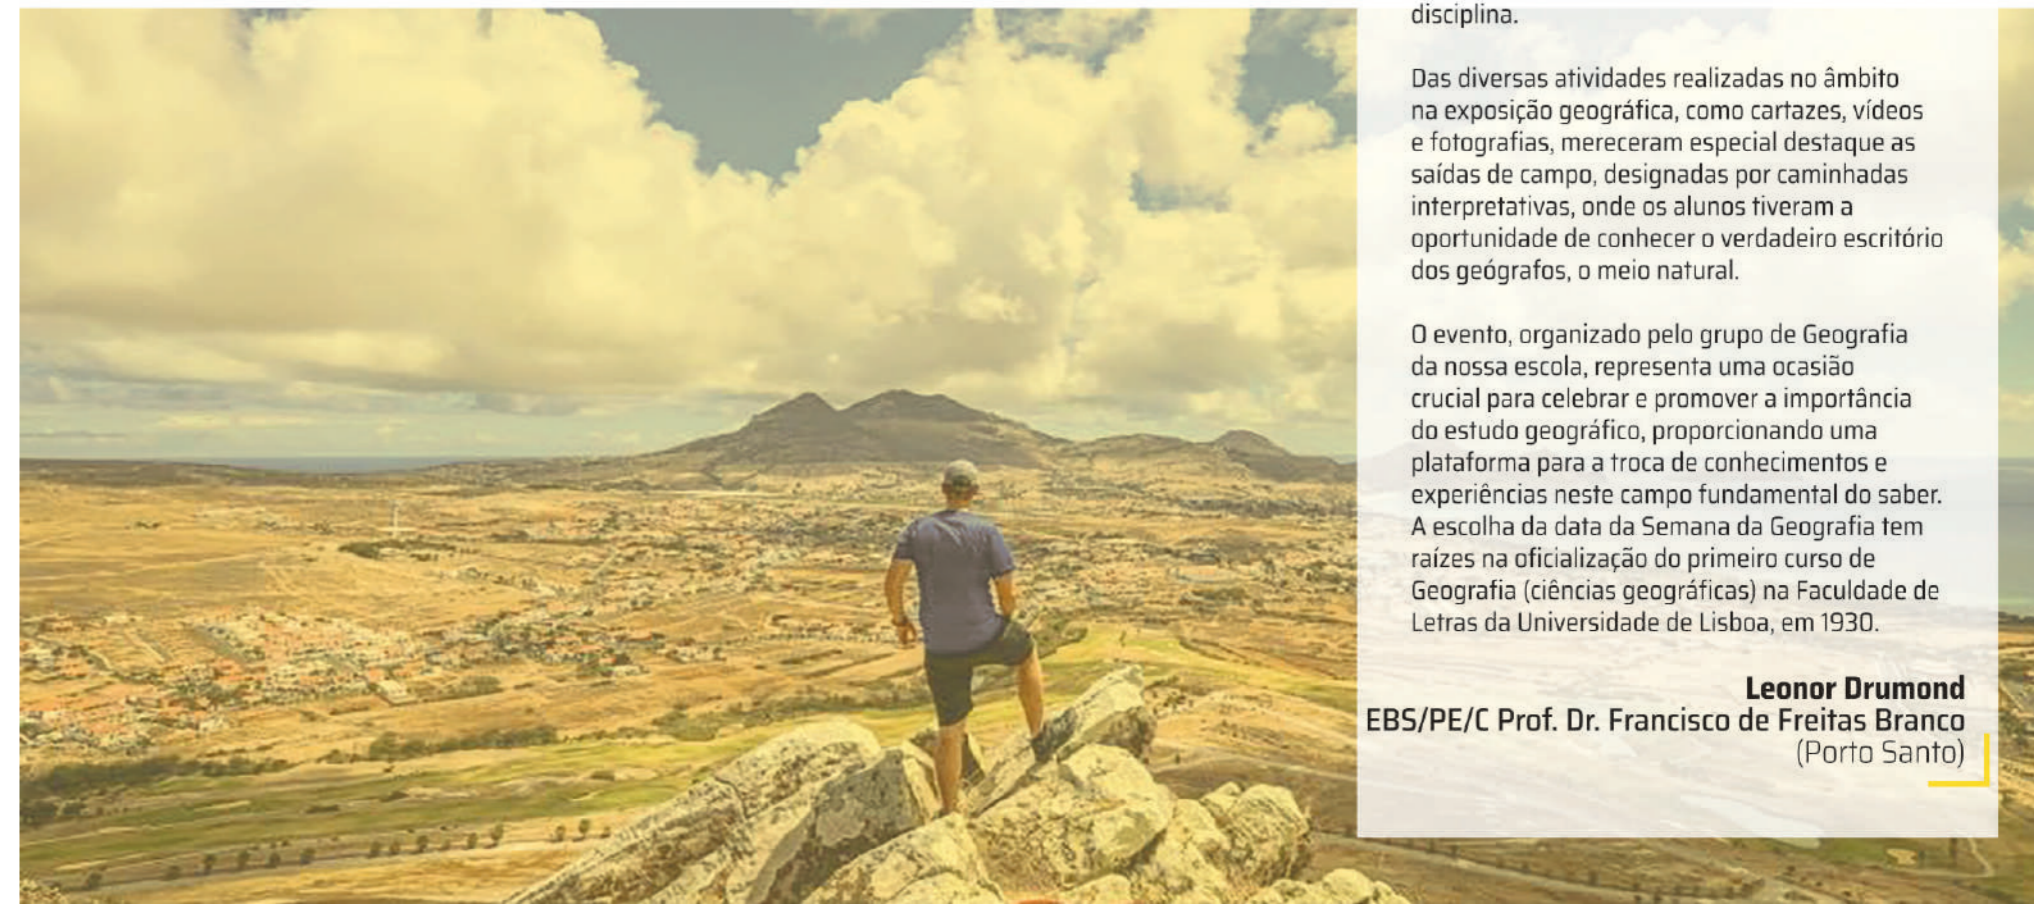 disciplina.
Das diversas atividades realizadas no âmbito
na exposição geográfica, como cartazes, vídeos
e fotografias, mereceram especial destaque as
saídas de campo, designadas por caminhadas
interpretativas, onde os alunos tiveram a
oportunidade de conhecer o verdadeiro escritório
dos geógrafos, o meio natural.
O evento, organizado pelo grupo de Geografia
da nossa escola, representa uma ocasião
crucial para celebrar e promover a importância
do estudo geográfico, proporcionando uma
plataforma para a troca de conhecimentos e
experiências neste campo fundamental do saber.
A escolha da data da Semana da Geografia tem
raízes na oficialização do primeiro curso de
Geografia (ciências geográficas) na Faculdade de
Letras da Universidade de Lisboa, em 1930.
Leonor Drumond
EBS/PE/C Prof. Dr. Francisco de Freitas Branco
(Porto Santo)